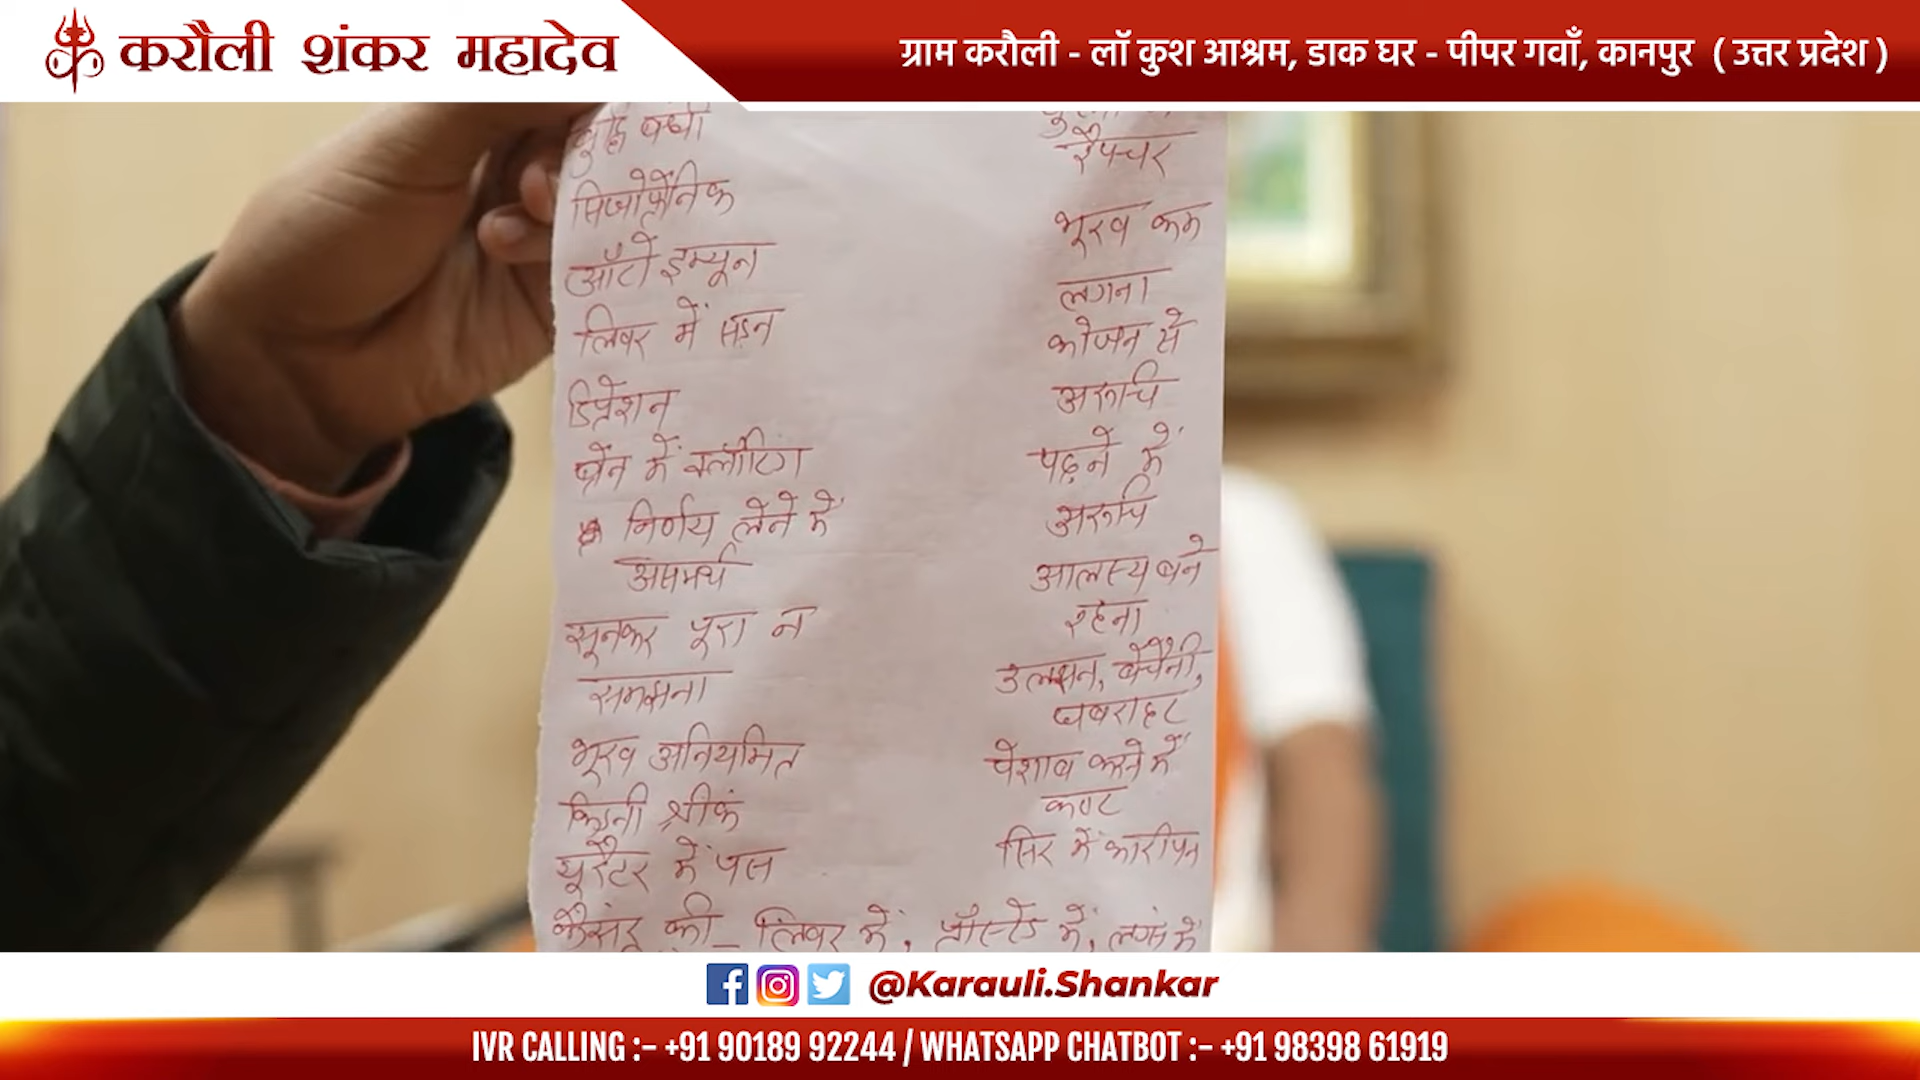 करौली शंकर महादेव
ग्राम करौली - लॉ कुश आश्रम, डाक घर - पीपर गवाँ, कानपुर ( उत्तर प्रदेश )
सिजोफ्रेनिक
ऑटो इम्यून
लिवर में सड़न
डिप्रेशन
ब्रेन में क्लॉटिंग
निर्णय लेने में
असमर्थ
सूनकर पूरा न
समझना
भूख अनियमित
किडनी श्रींक
यूरेटर में पस
कैंसर की - लिवर में, प्रॉस्टेड में, लंग्स में
रैप्चर
भूख कम
लगना
भोजन से
अरूचि
पढ़ने में
अरूचि
आलस्य बने
रहना
उलझन, बेचैनी,
घबराहट
पेशाब करने में
कष्ट
सिर में भारीपन
@Karauli.Shankar
IVR CALLING :- +91 90189 92244 / WHATSAPP CHATBOT :- +91 98398 61919